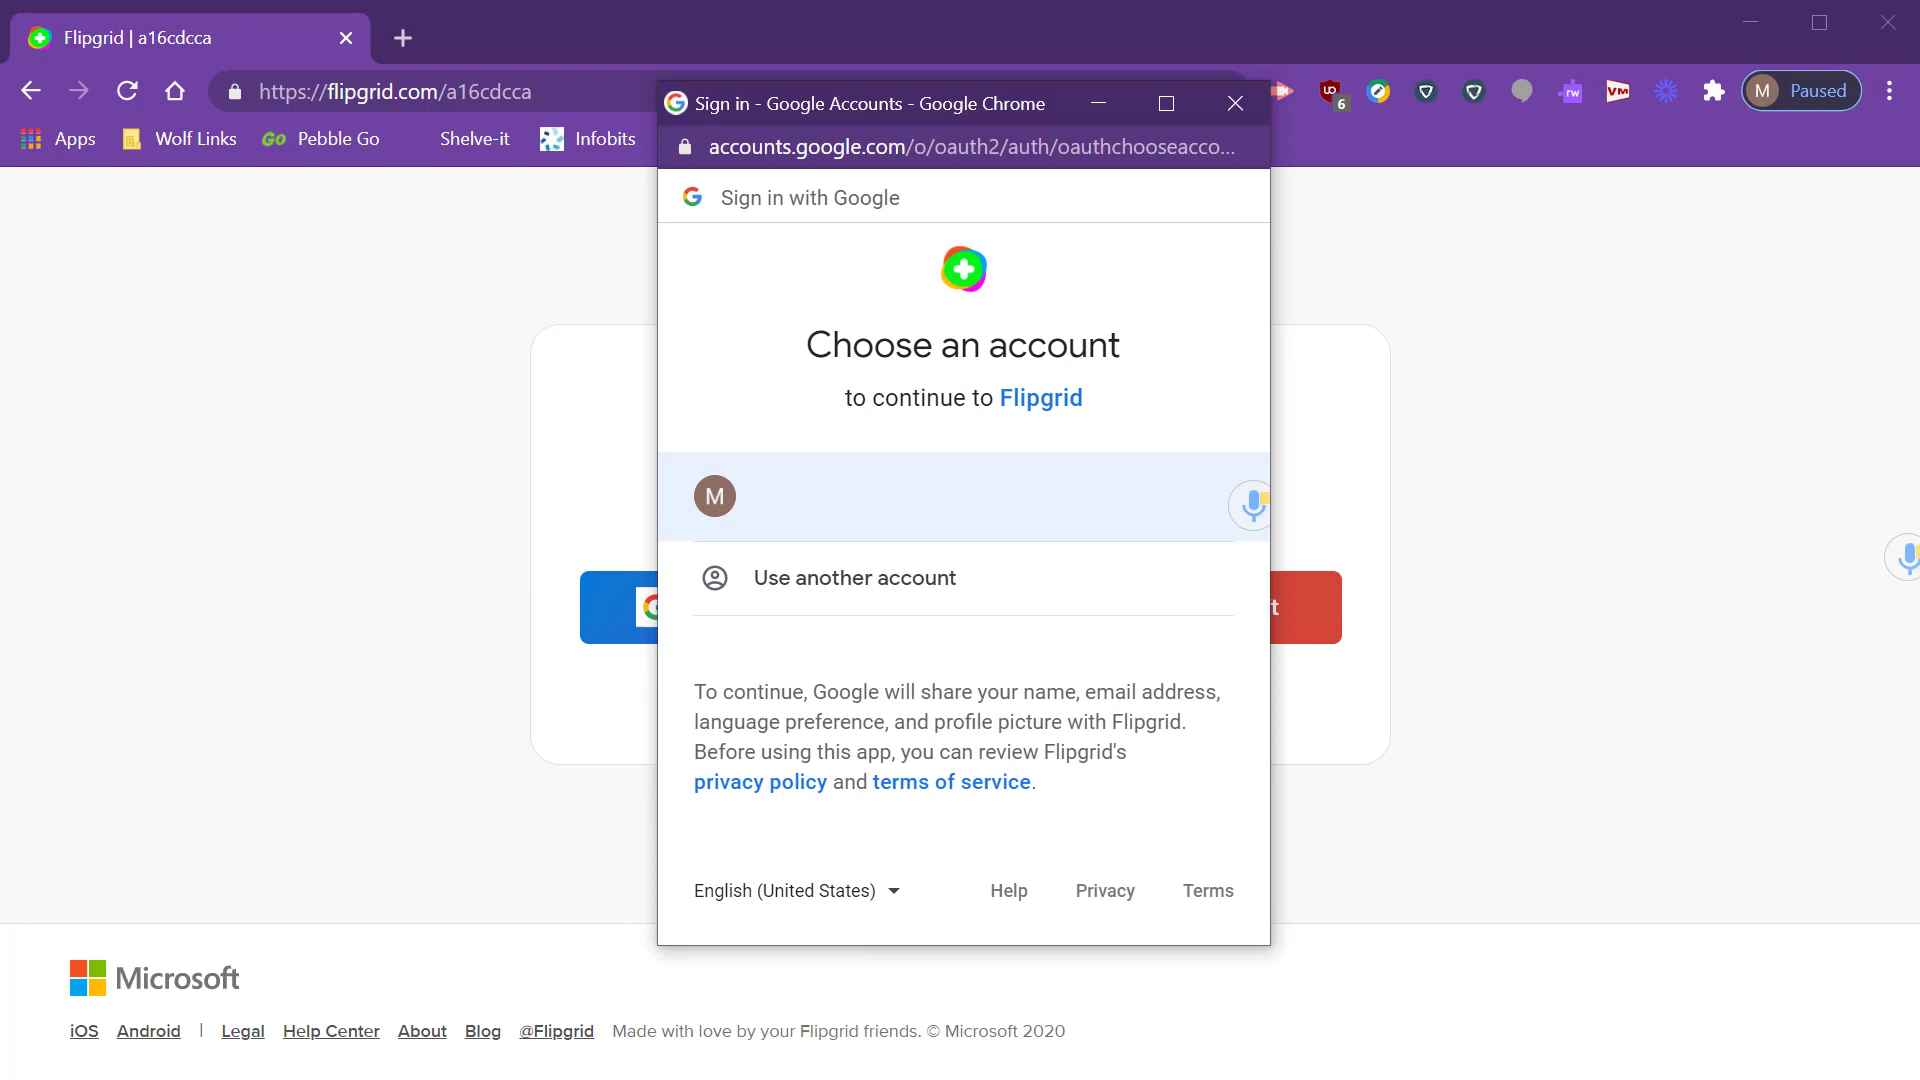 Flipgrid | a16cdcca
https://flipgrid.com/a16cdcca
6
M Paused
Apps
Wolf Links
Go Pebble Go
Shelve-it
Infobits
rw
VM
Sign in - Google Accounts - Google Chrome
accounts.google.com/o/oauth2/auth/oauthchooseacco...
Sign in with Google
Choose an account
to continue to Flipgrid
M
Use another account
t
To continue, Google will share your name, email address,
language preference, and profile picture with Flipgrid.
Before using this app, you can review Flipgrid's
privacy policy and terms of service.
English (United States)
Help
Privacy
Terms
Microsoft
iOS Android | Legal Help Center About Blog @Flipgrid Made with love by your Flipgrid friends. © Microsoft 2020